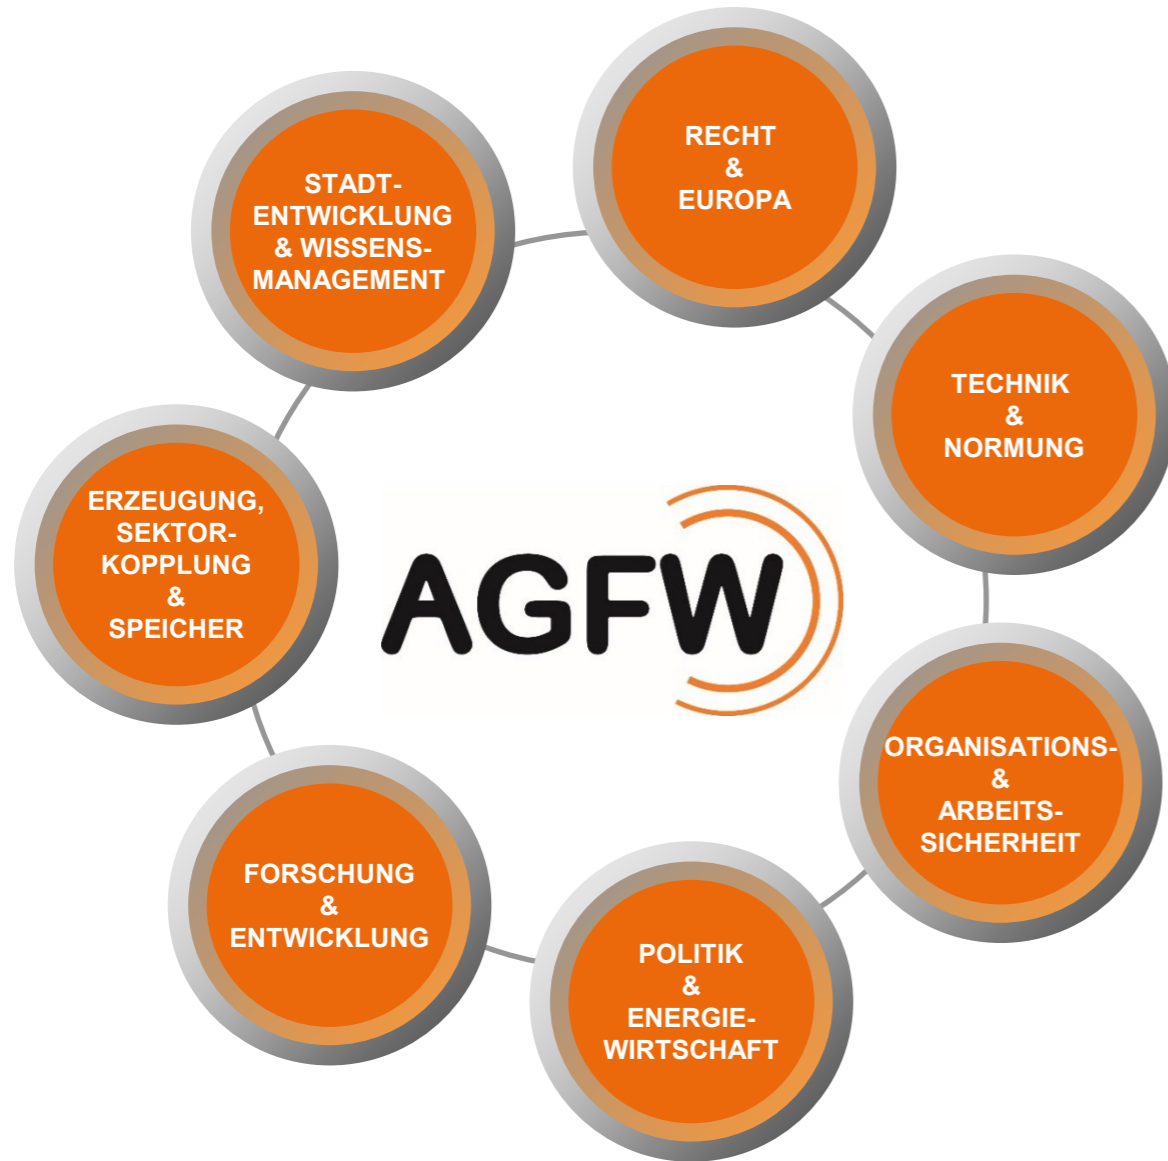 RECHT
&
EUROPA
STADT-
ENTWICKLUNG
& WISSENS-
MANAGEMENT
TECHNIK
&
NORMUNG
ERZEUGUNG,
SEKTOR-
KOPPLUNG
&
SPEICHER
AGFW
ORGANISATIONS-
&
ARBEITS-
SICHERHEIT
FORSCHUNG
&
ENTWICKLUNG
POLITIK
&
ENERGIE-
WIRTSCHAFT